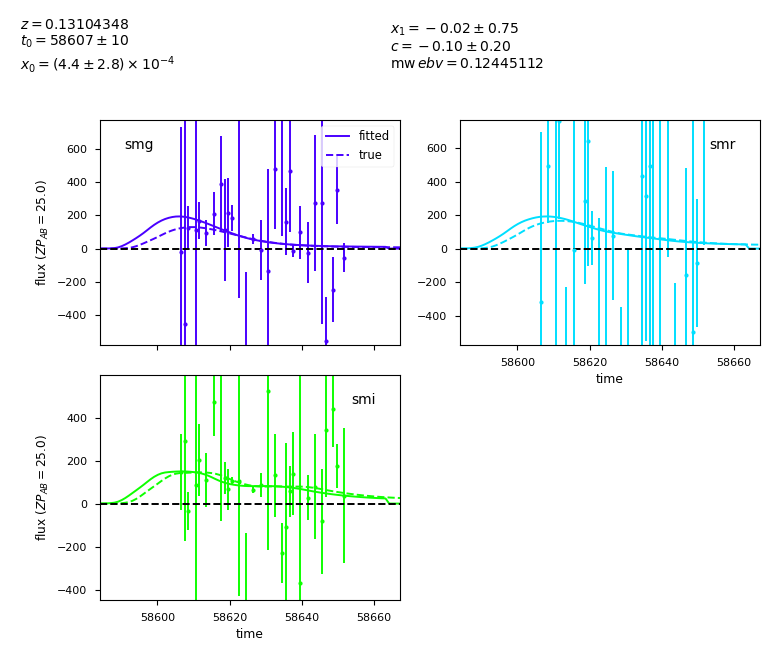 z = 0.13104348
t₀ = 58607 ± 10
x₀ = (4.4 ± 2.8) × 10⁻⁴
x₁ = −0.02 ± 0.75
c = −0.10 ± 0.20
mw ebv = 0.12445112
smg
fitted
true
600
400
200
0
−200
−400
flux (ZP_AB = 25.0)
smr
600
400
200
0
−200
−400
58600 58620 58640 58660
time
smi
400
200
0
−200
−400
flux (ZP_AB = 25.0)
58600 58620 58640 58660
time